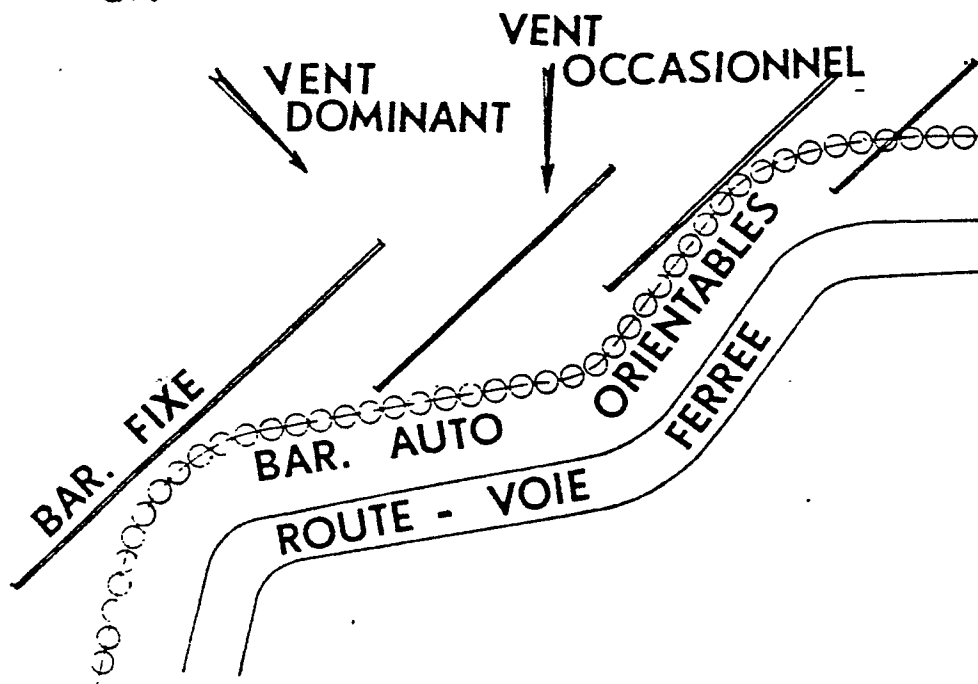 VENT
DOMINANT
VENT
OCCASIONNEL
BAR. FIXE
BAR. AUTO ORIENTABLES
ROUTE - VOIE FERREE